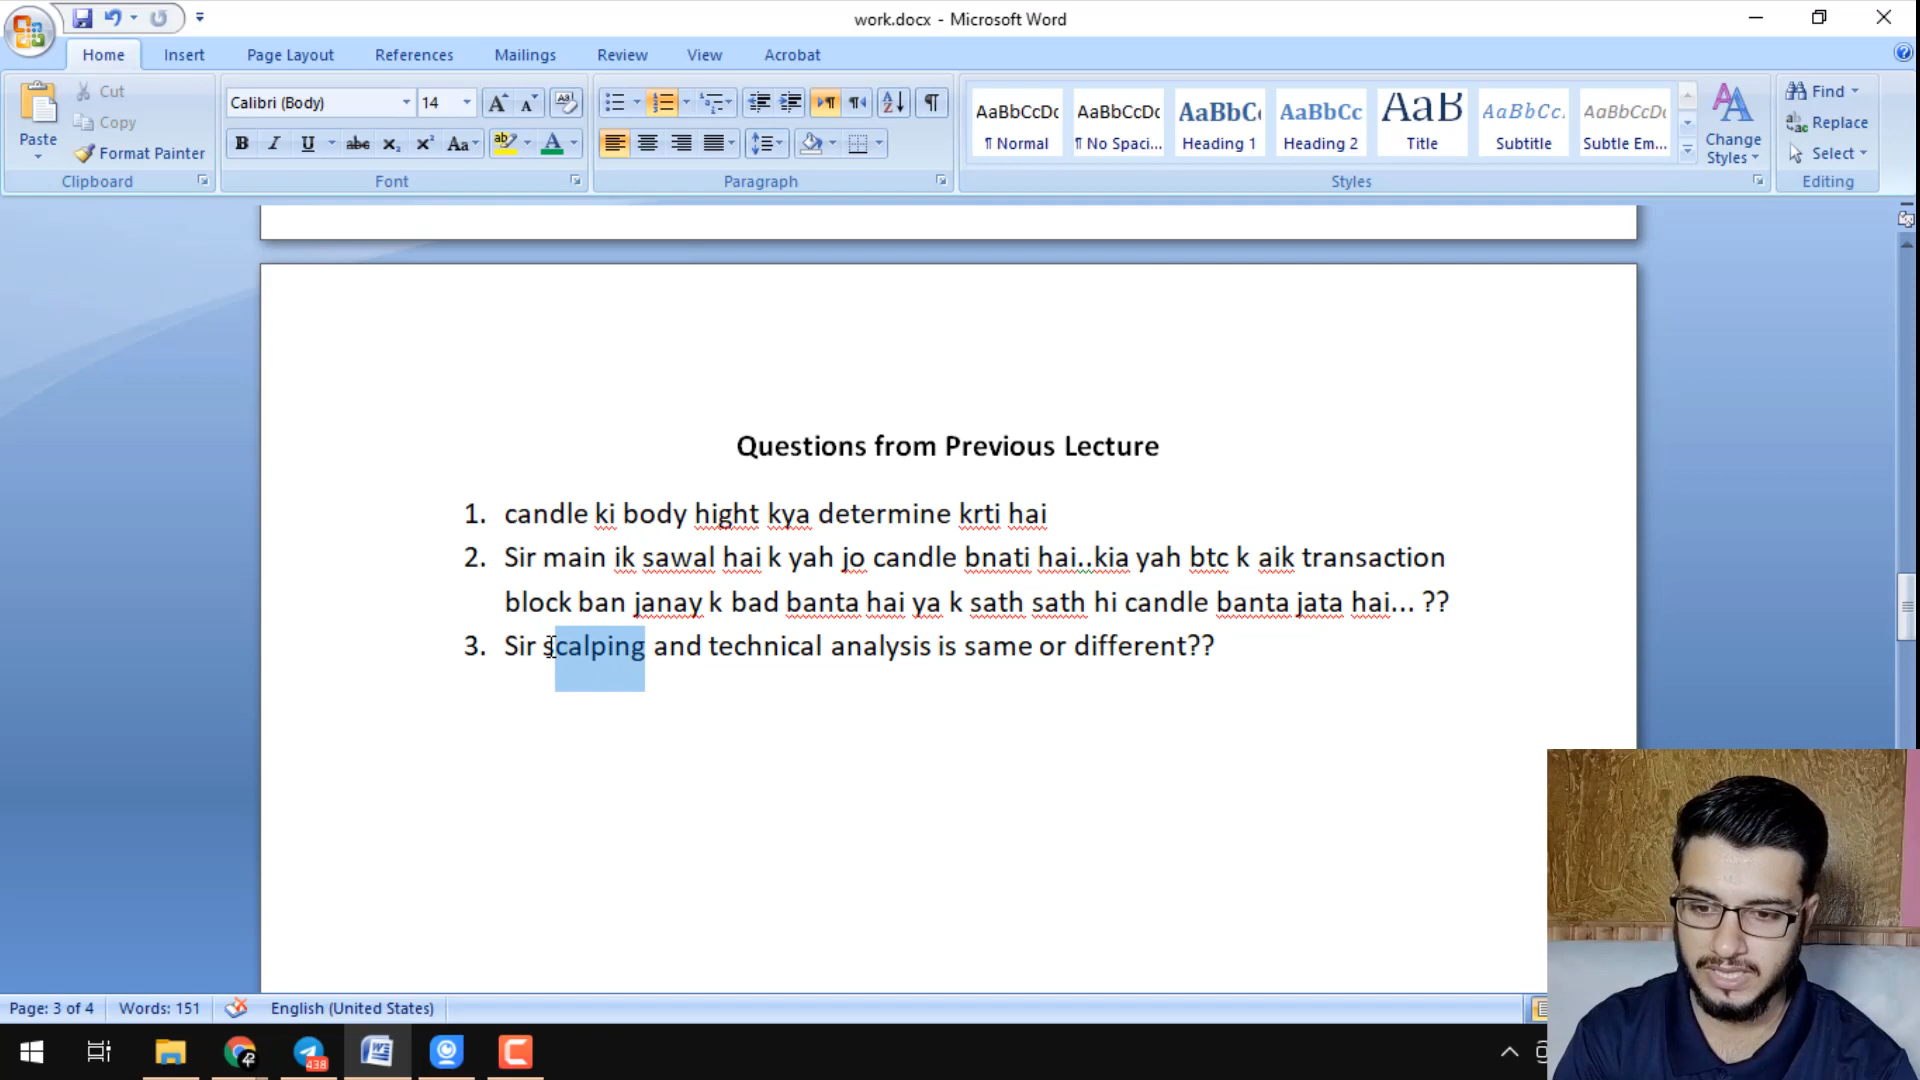 work.docx - Microsoft Word
Home Insert Page Layout References Mailings Review View Acrobat
Paste
Cut
Copy
Format Painter
Clipboard
Calibri (Body) 14
Font
Paragraph
AaBbCcDc AaBbCcDc AaBbC AaBbCc AaB AaBbCc. AaBbCcDc
¶ Normal ¶ No Spaci... Heading 1 Heading 2 Title Subtitle Subtle Em...
Change Styles
Styles
Find
Replace
Select
Editing
Questions from Previous Lecture
1. candle ki body hight kya determine krti hai
2. Sir main ik sawal hai k yah jo candle bnati hai..kia yah btc k aik transaction
block ban janay k bad banta hai ya k sath sath hi candle banta jata hai... ??
3. Sir scalping and technical analysis is same or different??
Page: 3 of 4 Words: 151 English (United States)
438